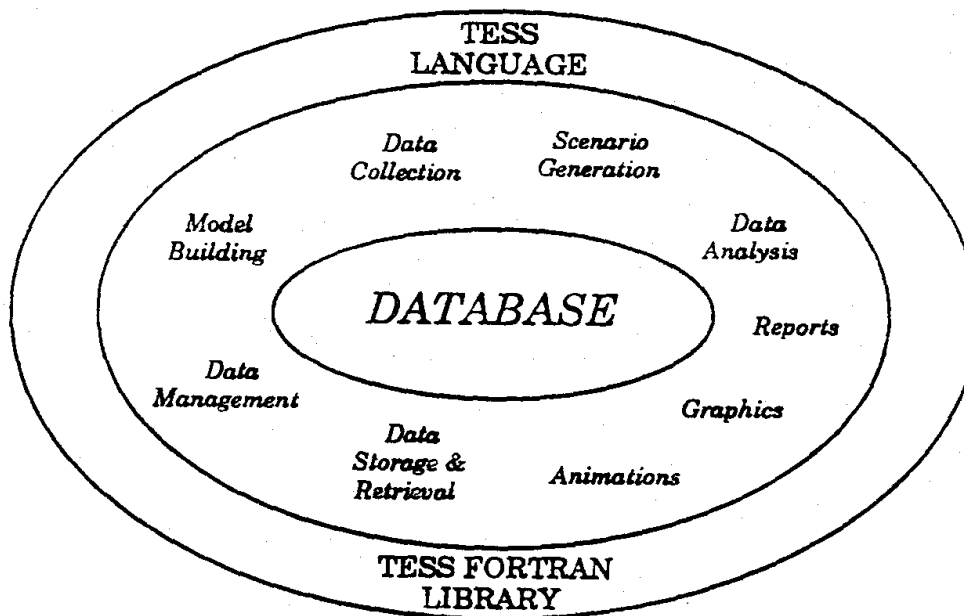 TESS
LANGUAGE
Data
Collection
Scenario
Generation
Model
Building
Data
Analysis
DATABASE
Reports
Data
Management
Graphics
Data
Storage &
Retrieval
Animations
TESS FORTRAN
LIBRARY